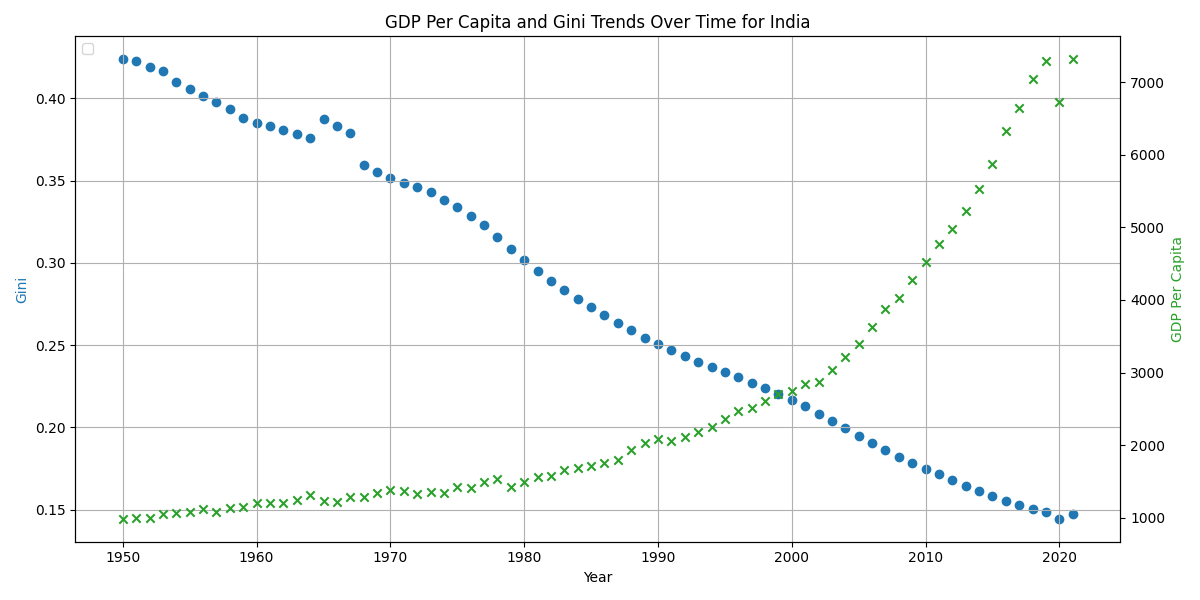 GDP Per Capita and Gini Trends Over Time for India
Gini
0.40
0.35
0.30
0.25
0.20
0.15
7000
6000
5000
4000
3000
2000
1000
GDP Per Capita
1950 1960 1970 1980 1990 2000 2010 2020
Year